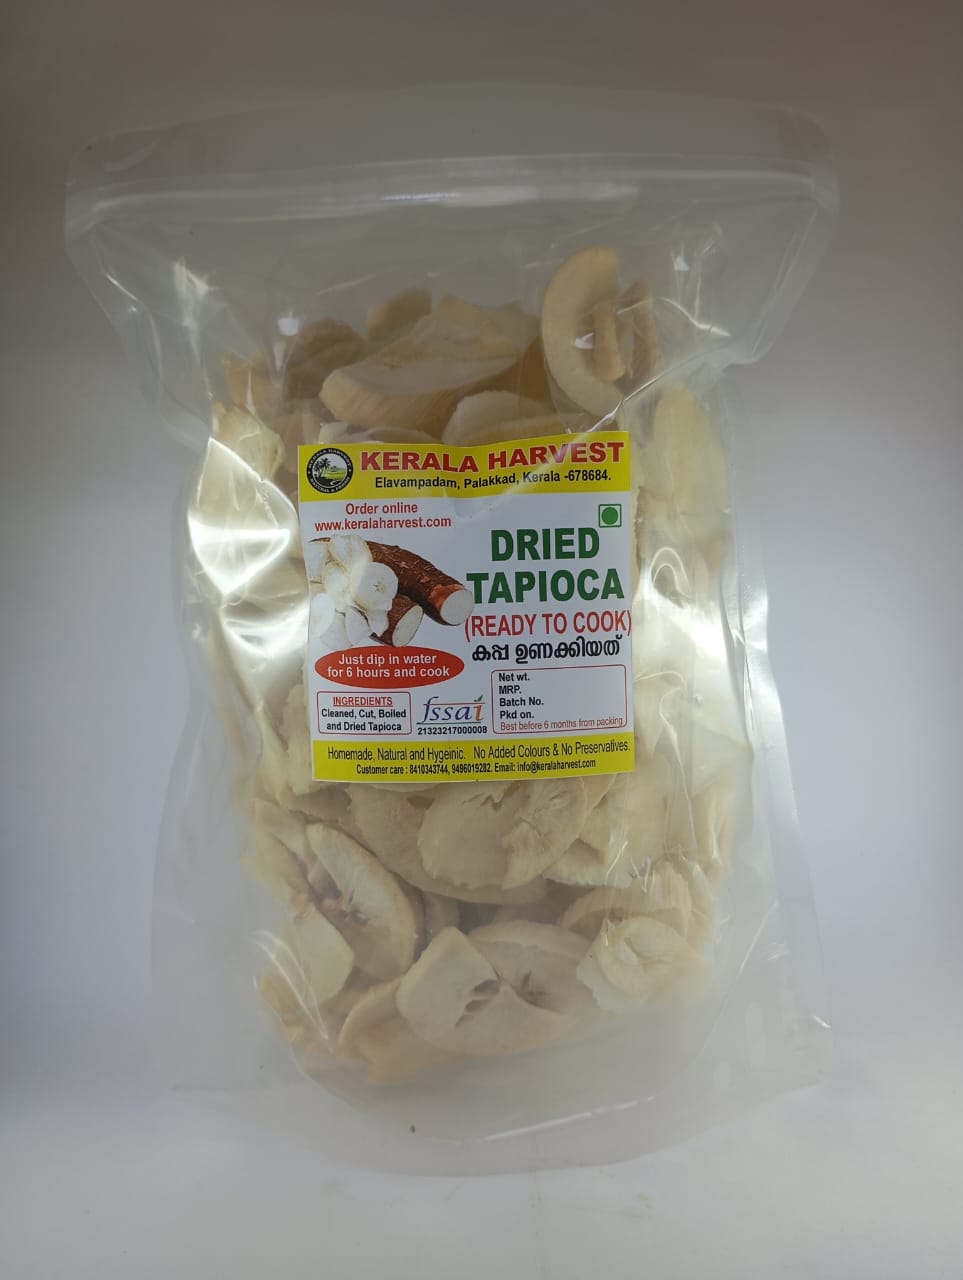 KERALA HARVEST
Elavampadam, Palakkad, Kerala -678684.
Order online
www.keralaharvest.com
DRIED
TAPIOCA
(READY TO COOK)
കപ്പ ഉണക്കിയത്
Just dip in water
for 6 hours and cook
INGREDIENTS
Cleaned, Cut, Boiled
and Dried Tapioca
fssai
21323217000008
Net wt.
MRP.
Batch No.
Pkd on.
Best before 6 months from packing
Homemade, Natural and Hygeinic. No Added Colours & No Preservatives.
Customer care : 8410343744, 9496019282. Email: info@keralaharvest.com